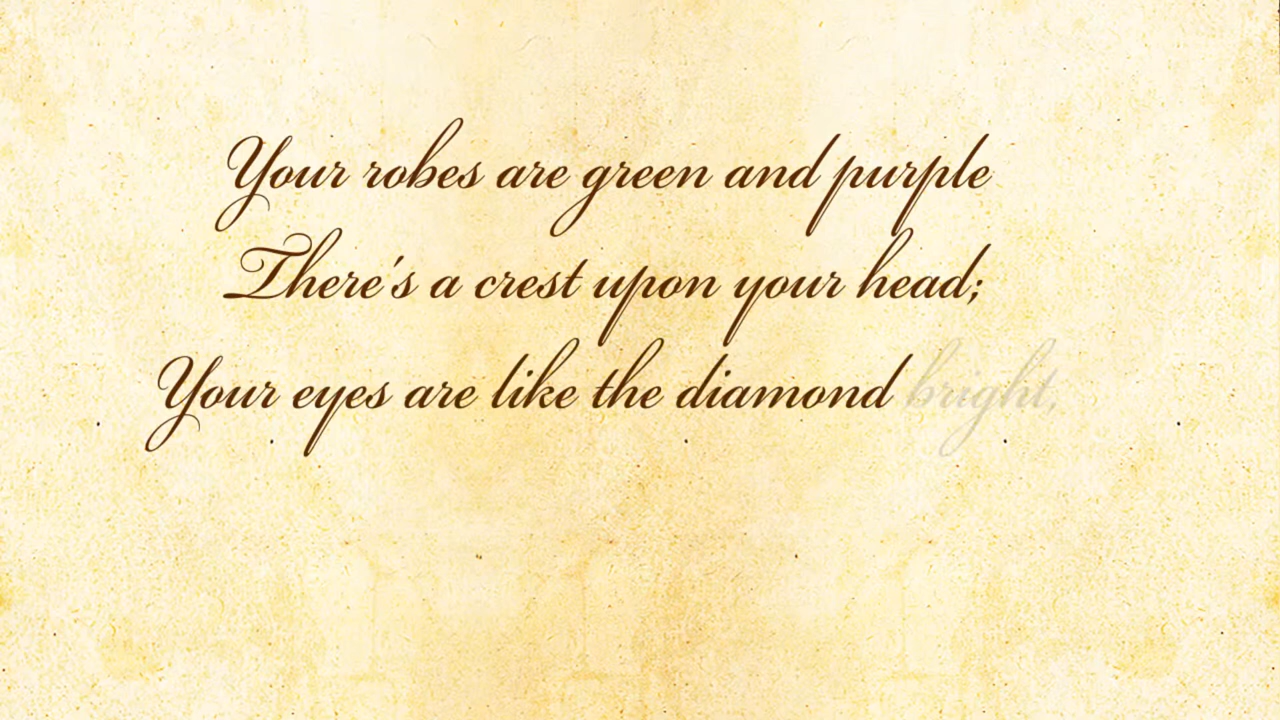 Your robes are green and purple
There's a crest upon your head;
Your eyes are like the diamond bright,